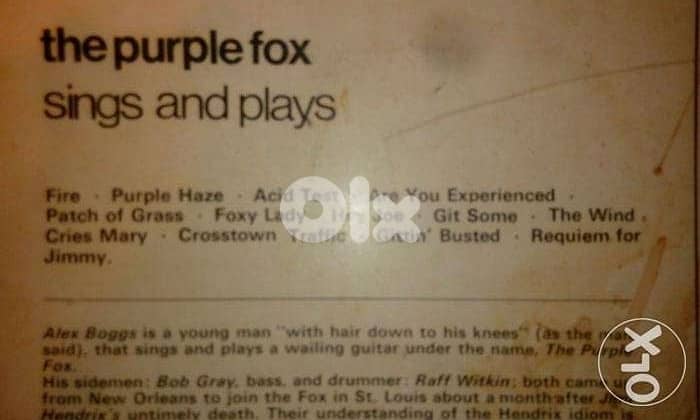 the purple fox
sings and plays
Fire · Purple Haze · Acid Test · Are You Experienced ·
Patch of Grass · Foxy Lady · Hey Joe · Git Some · The Wind
Cries Mary · Crosstown Traffic · Gittin' Busted · Requiem for
Jimmy.
Alex Boggs is a young man "with hair down to his knees" (as the man
said), that sings and plays a wailing guitar under the name, The Purple
Fox.
His sidemen: Bob Gray, bass, and drummer: Raff Witkin; both came up
from New Orleans to join the Fox in St. Louis about a month after
Hendrix's untimely death. Their understanding of the Hendrix idiom is
olx
OLX